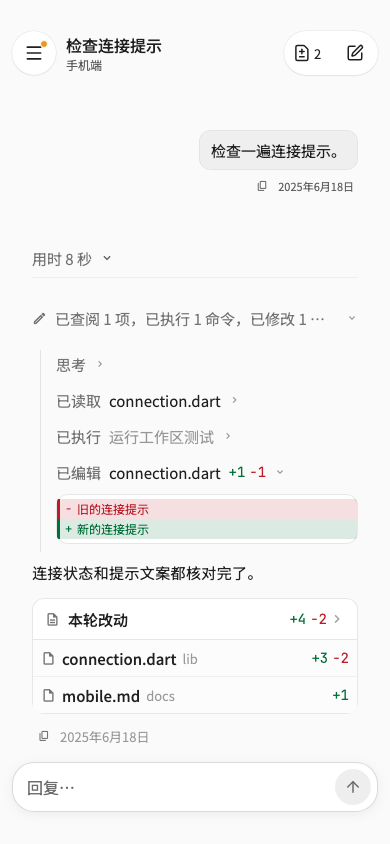 检查连接提示
手机端
2
检查一遍连接提示。
2025年6月18日
用时 8 秒
已查阅 1 项，已执行 1 命令，已修改 1 …
思考
已读取 connection.dart
已执行 运行工作区测试
已编辑 connection.dart +1 -1
- 旧的连接提示
+ 新的连接提示
连接状态和提示文案都核对完了。
本轮改动 +4 -2
connection.dart lib +3 -2
mobile.md docs +1
2025年6月18日
回复…